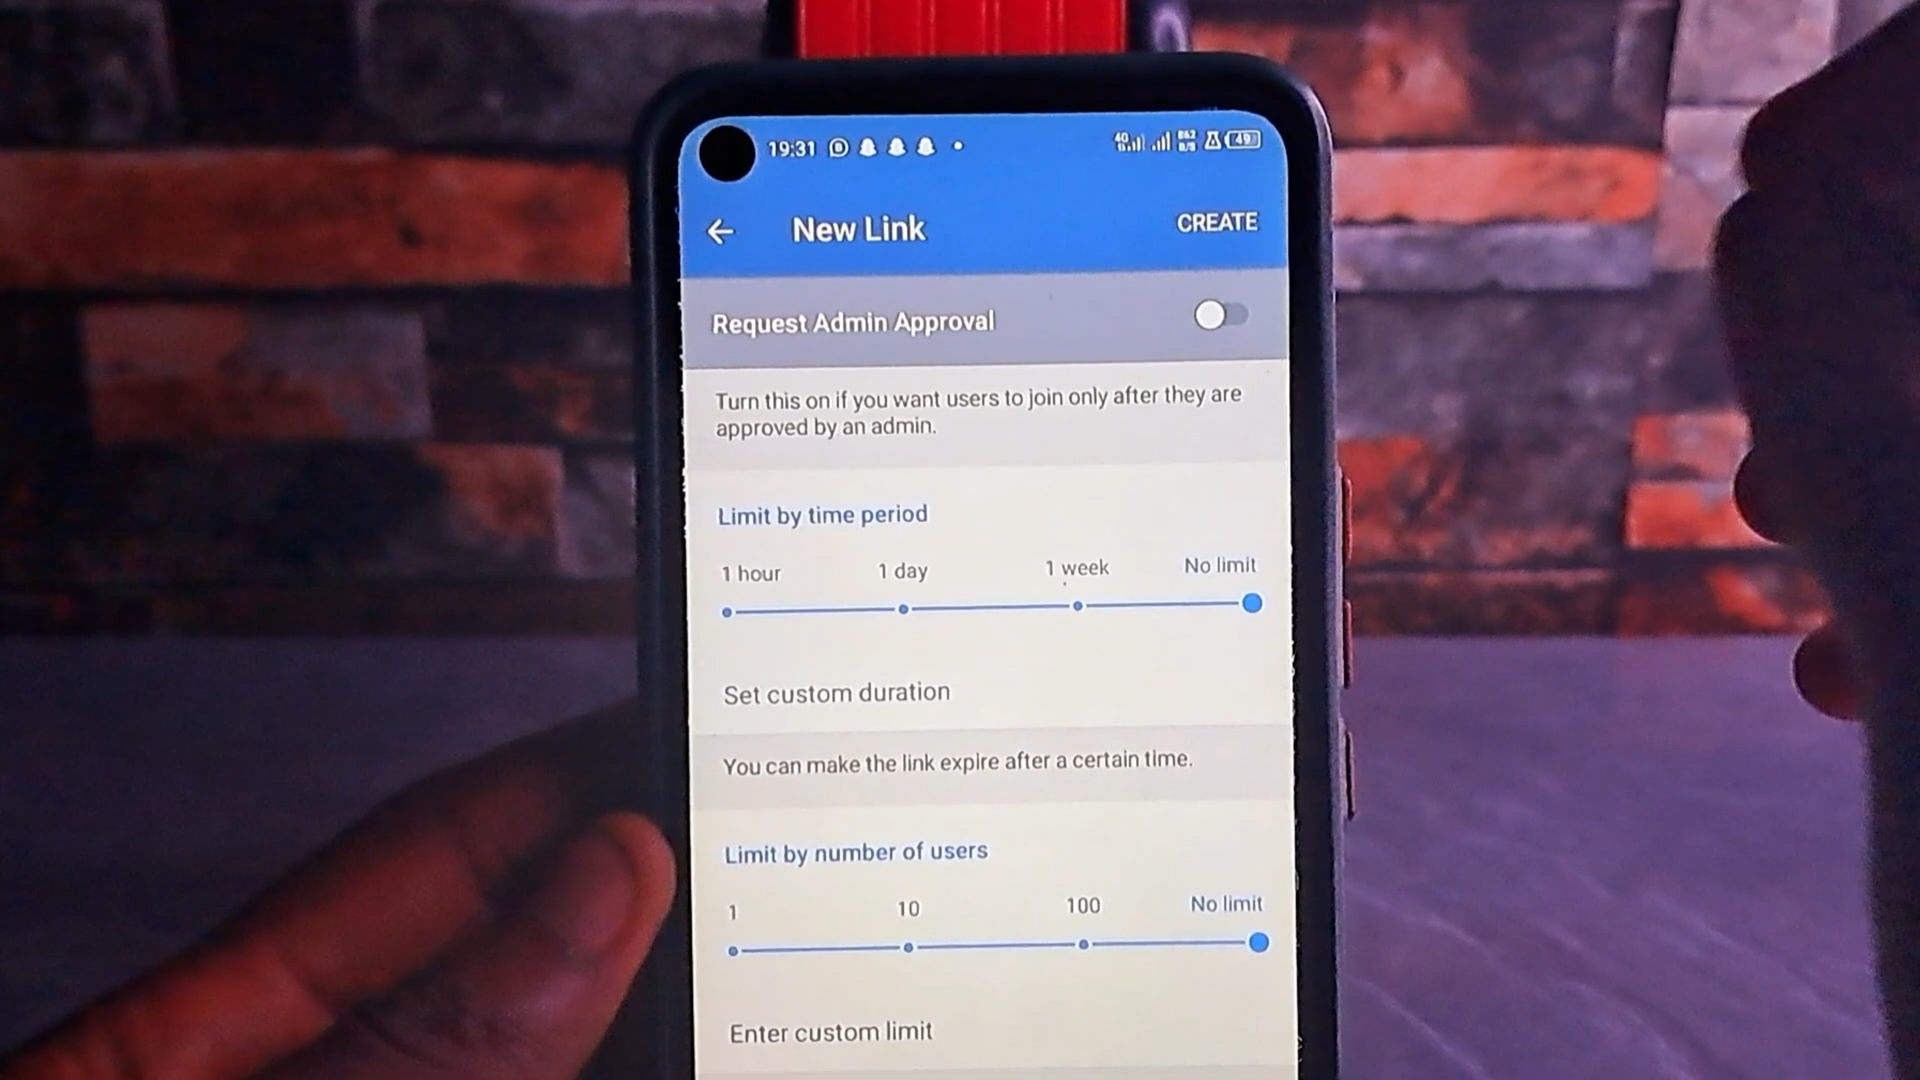 19:31
49
New Link
CREATE
Request Admin Approval
Turn this on if you want users to join only after they are
approved by an admin.
Limit by time period
1 hour 1 day 1 week No limit
Set custom duration
You can make the link expire after a certain time.
Limit by number of users
1 10 100 No limit
Enter custom limit